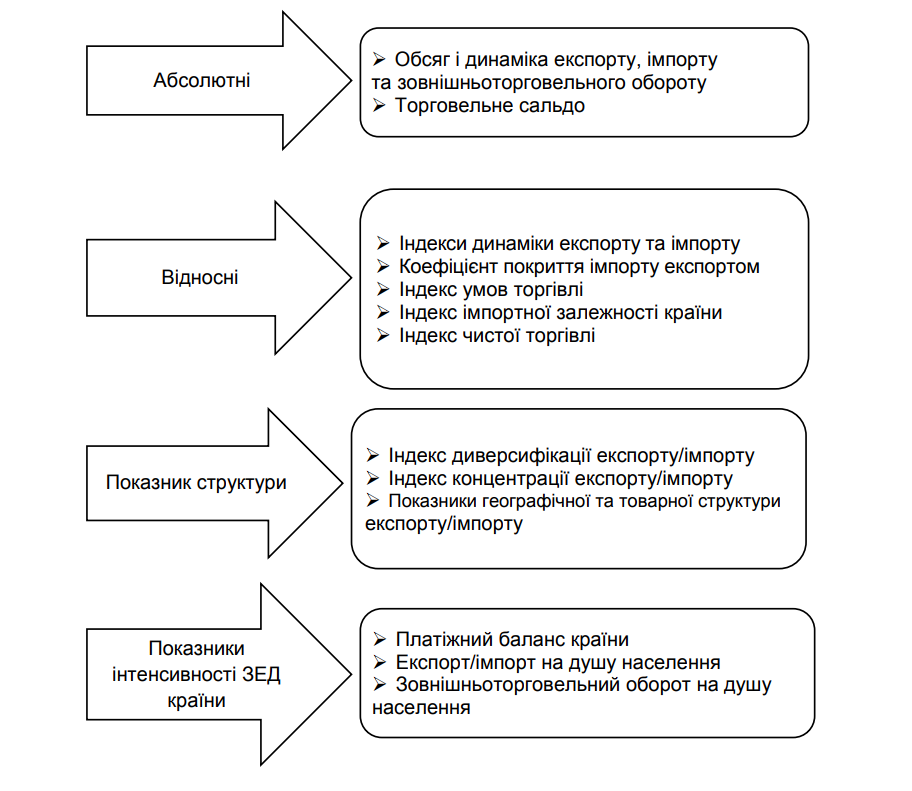 Абсолютні
➢ Обсяг і динаміка експорту, імпорту
та зовнішньоторговельного обороту
➢ Торговельне сальдо
Відносні
➢ Індекси динаміки експорту та імпорту
➢ Коефіцієнт покриття імпорту експортом
➢ Індекс умов торгівлі
➢ Індекс імпортної залежності країни
➢ Індекс чистої торгівлі
Показник структури
➢ Індекс диверсифікації експорту/імпорту
➢ Індекс концентрації експорту/імпорту
➢ Показники географічної та товарної структури
експорту/імпорту
Показники
інтенсивності ЗЕД
країни
➢ Платіжний баланс країни
➢ Експорт/імпорт на душу населення
➢ Зовнішньоторговельний оборот на душу
населення